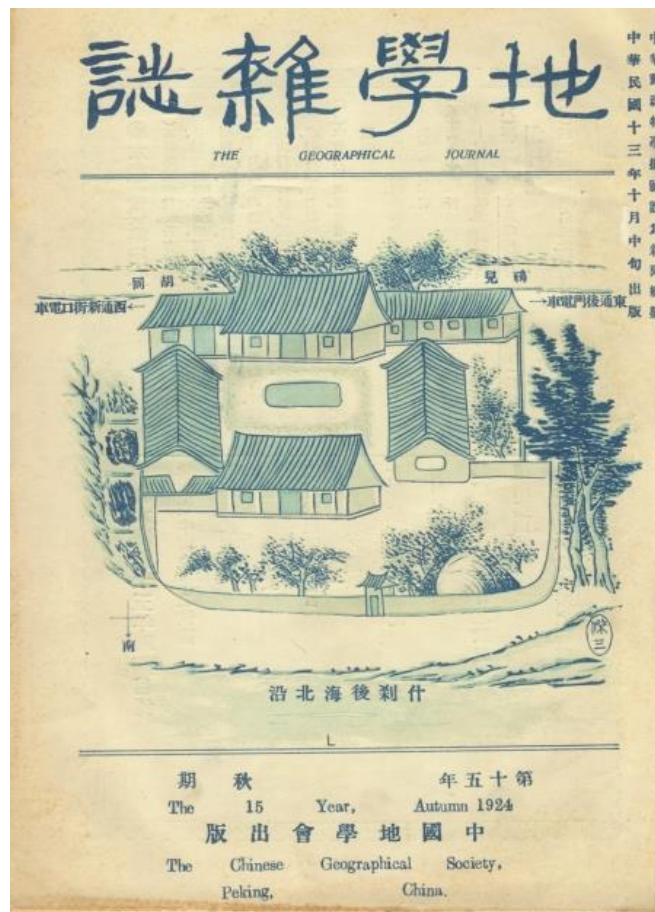 地學雜誌
THE GEOGRAPHICAL JOURNAL
中華民國十三年十月中旬出版
鴉兒胡同
東通後門電車
西通新街口電車
南
什刹後海北沿
第十五年 秋期
The 15 Year, Autumn 1924
中國地學會出版
The Chinese Geographical Society,
Peking, China.